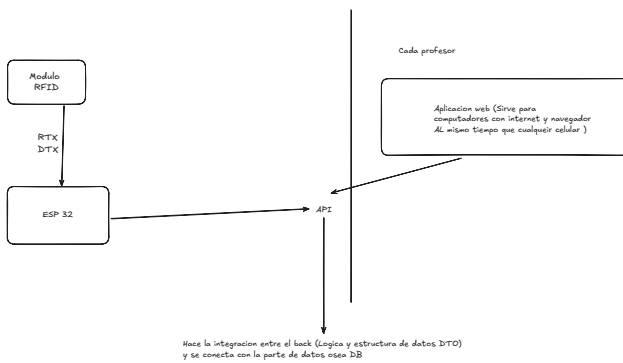 Cada profesor
Modulo
RFID
Aplicacion web (Sirve para
computadores con internet y navegador
AL mismo tiempo que cualqueir celular )
RTX
DTX
ESP 32
API
Hace la integracion entre el back (Logica y estructura de datos DTO)
y se conecta con la parte de datos osea DB